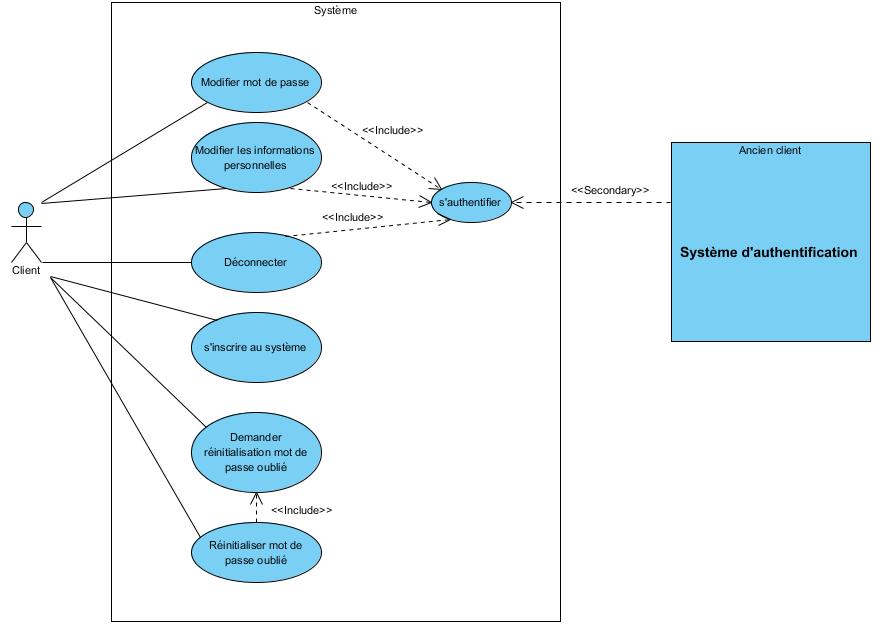 Système
Modifier mot de passe
<<Include>>
Modifier les informations
personnelles
<<Include>>
s'authentifier
<<Secondary>>
Ancien client
Système d'authentification
<<Include>>
Déconnecter
Client
s'inscrire au système
Demander
réinitialisation mot de
passe oublié
<<Include>>
Réinitialiser mot de
passe oublié